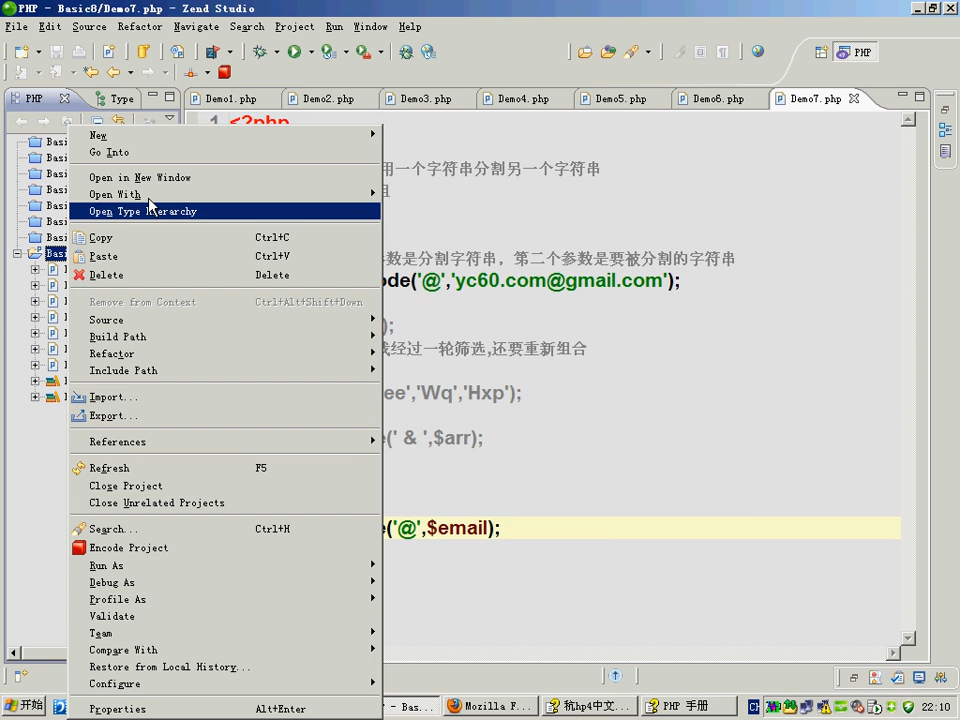 PHP - Basic8/Demo7.php - Zend Studio
File Edit Source Refactor Navigate Search Project Run Window Help
PHP
PHP Type Demo1.php Demo2.php Demo3.php Demo4.php Demo5.php Demo6.php Demo7.php
1 <?php
New
Go Into
用一个字符串分割另一个字符串
Open in New Window
Open With
组
Open Type Hierarchy
Copy Ctrl+C
Paste Ctrl+V
参数是分割字符串，第二个参数是要被分割的字符串
Delete Delete
ode('@','yc60.com@gmail.com');
Remove from Context Ctrl+Alt+Shift+Down
Source
);
Build Path
经过一轮筛选,还要重新组合
Refactor
Include Path
Import...
ee','Wq','Hxp');
Export...
References
e(' & ',$arr);
Refresh F5
Close Project
Close Unrelated Projects
Search... Ctrl+H
e('@',$email);
Encode Project
Run As
Debug As
Profile As
Validate
Team
Compare With
Restore from Local History...
Configure
Properties Alt+Enter
开始 - Bas... Mozilla F... PHP 手册 22:10